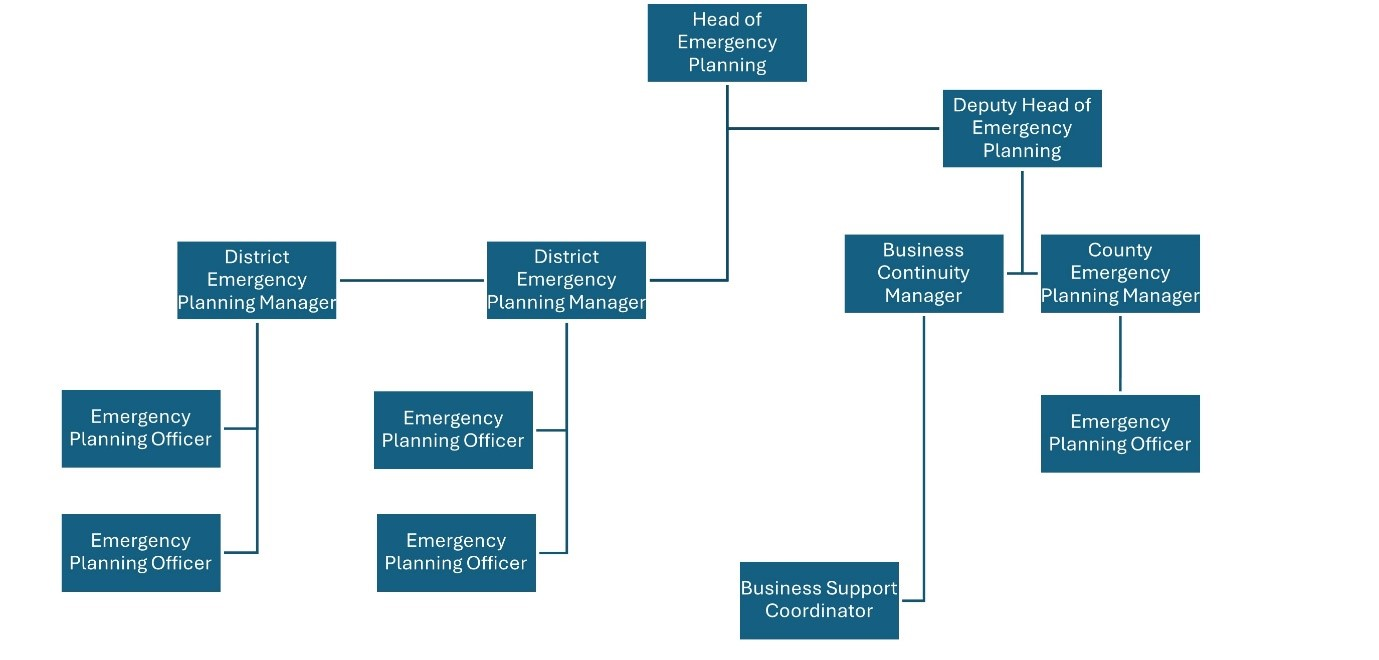 Head of
Emergency
Planning
Deputy Head of
Emergency
Planning
District
Emergency
Planning Manager
District
Emergency
Planning Manager
Business
Continuity
Manager
County
Emergency
Planning Manager
Emergency
Planning Officer
Emergency
Planning Officer
Emergency
Planning Officer
Emergency
Planning Officer
Emergency
Planning Officer
Business Support
Coordinator